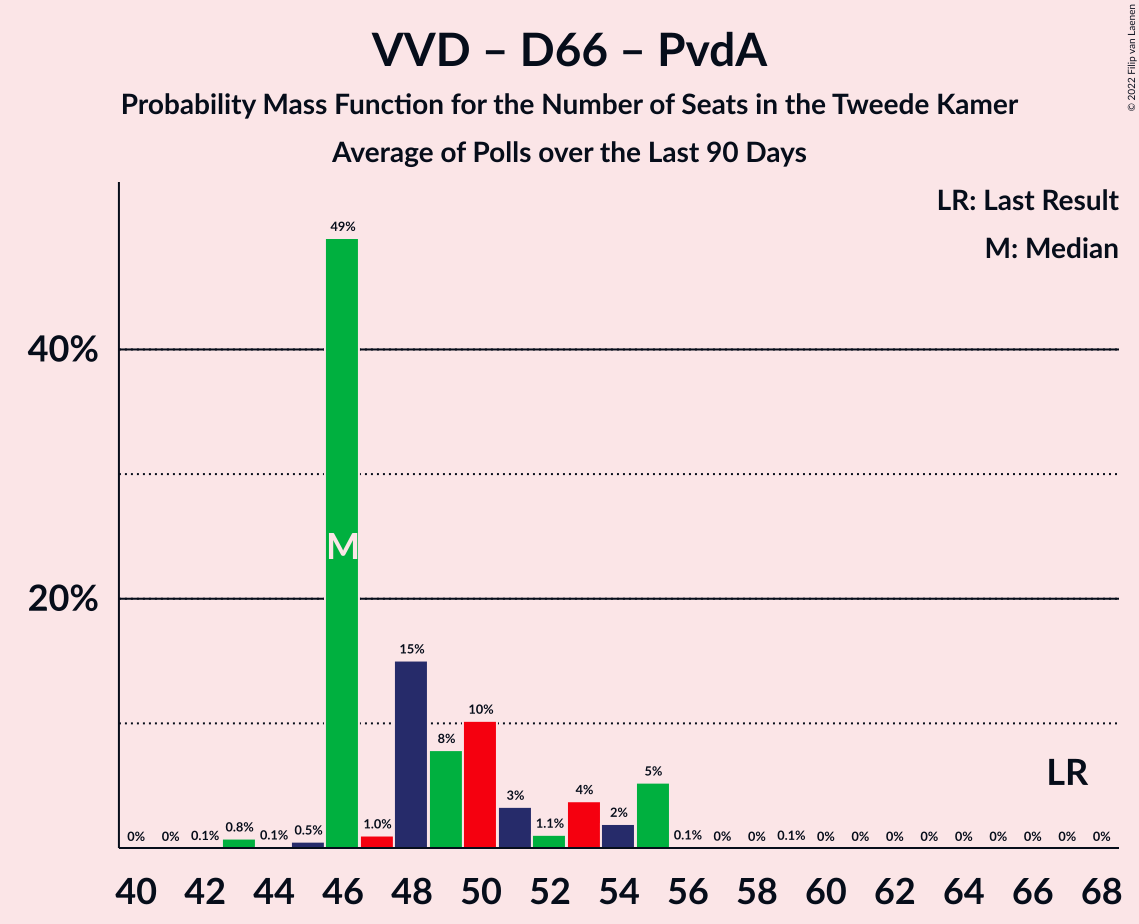 VVD – D66 – PvdA
Probability Mass Function for the Number of Seats in the Tweede Kamer
Average of Polls over the Last 90 Days
© 2022 Filip van Laenen
LR: Last Result
M: Median
40%
20%
0% 0% 0.1% 0.8% 0.1% 0.5% 49% 1.0% 15% 8% 10% 3% 1.1% 4% 2% 5% 0.1% 0% 0% 0.1% 0% 0% 0% 0% 0% 0% 0% 0% 0%
M
LR
40 42 44 46 48 50 52 54 56 58 60 62 64 66 68